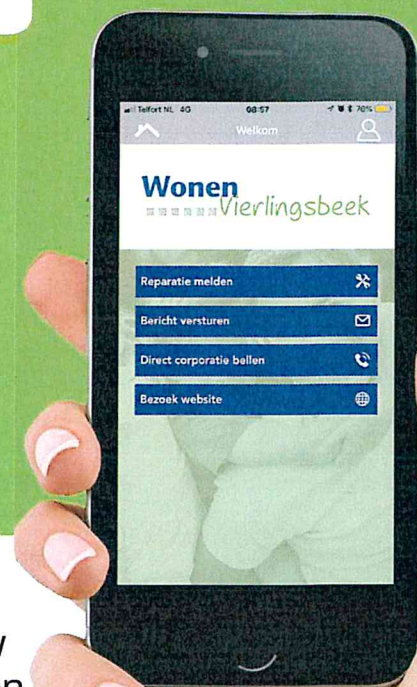 Telfort NL 4G 08:57 70%
Welkom
Wonen
Vierlingsbeek
Reparatie melden
Bericht versturen
Direct corporatie bellen
Bezoek website